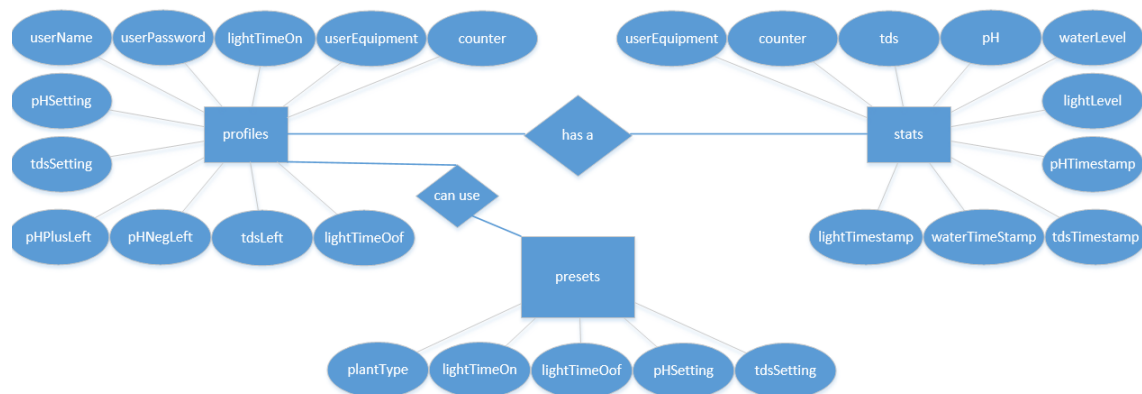 userName
userPassword
lightTimeOn
userEquipment
counter
userEquipment
counter
tds
pH
waterLevel
pHSetting
lightLevel
profiles
has a
stats
tdsSetting
pHTimestamp
can use
pHPlusLeft
pHNegLeft
tdsLeft
lightTimeOof
lightTimestamp
waterTimeStamp
tdsTimestamp
presets
plantType
lightTimeOn
lightTimeOof
pHSetting
tdsSetting